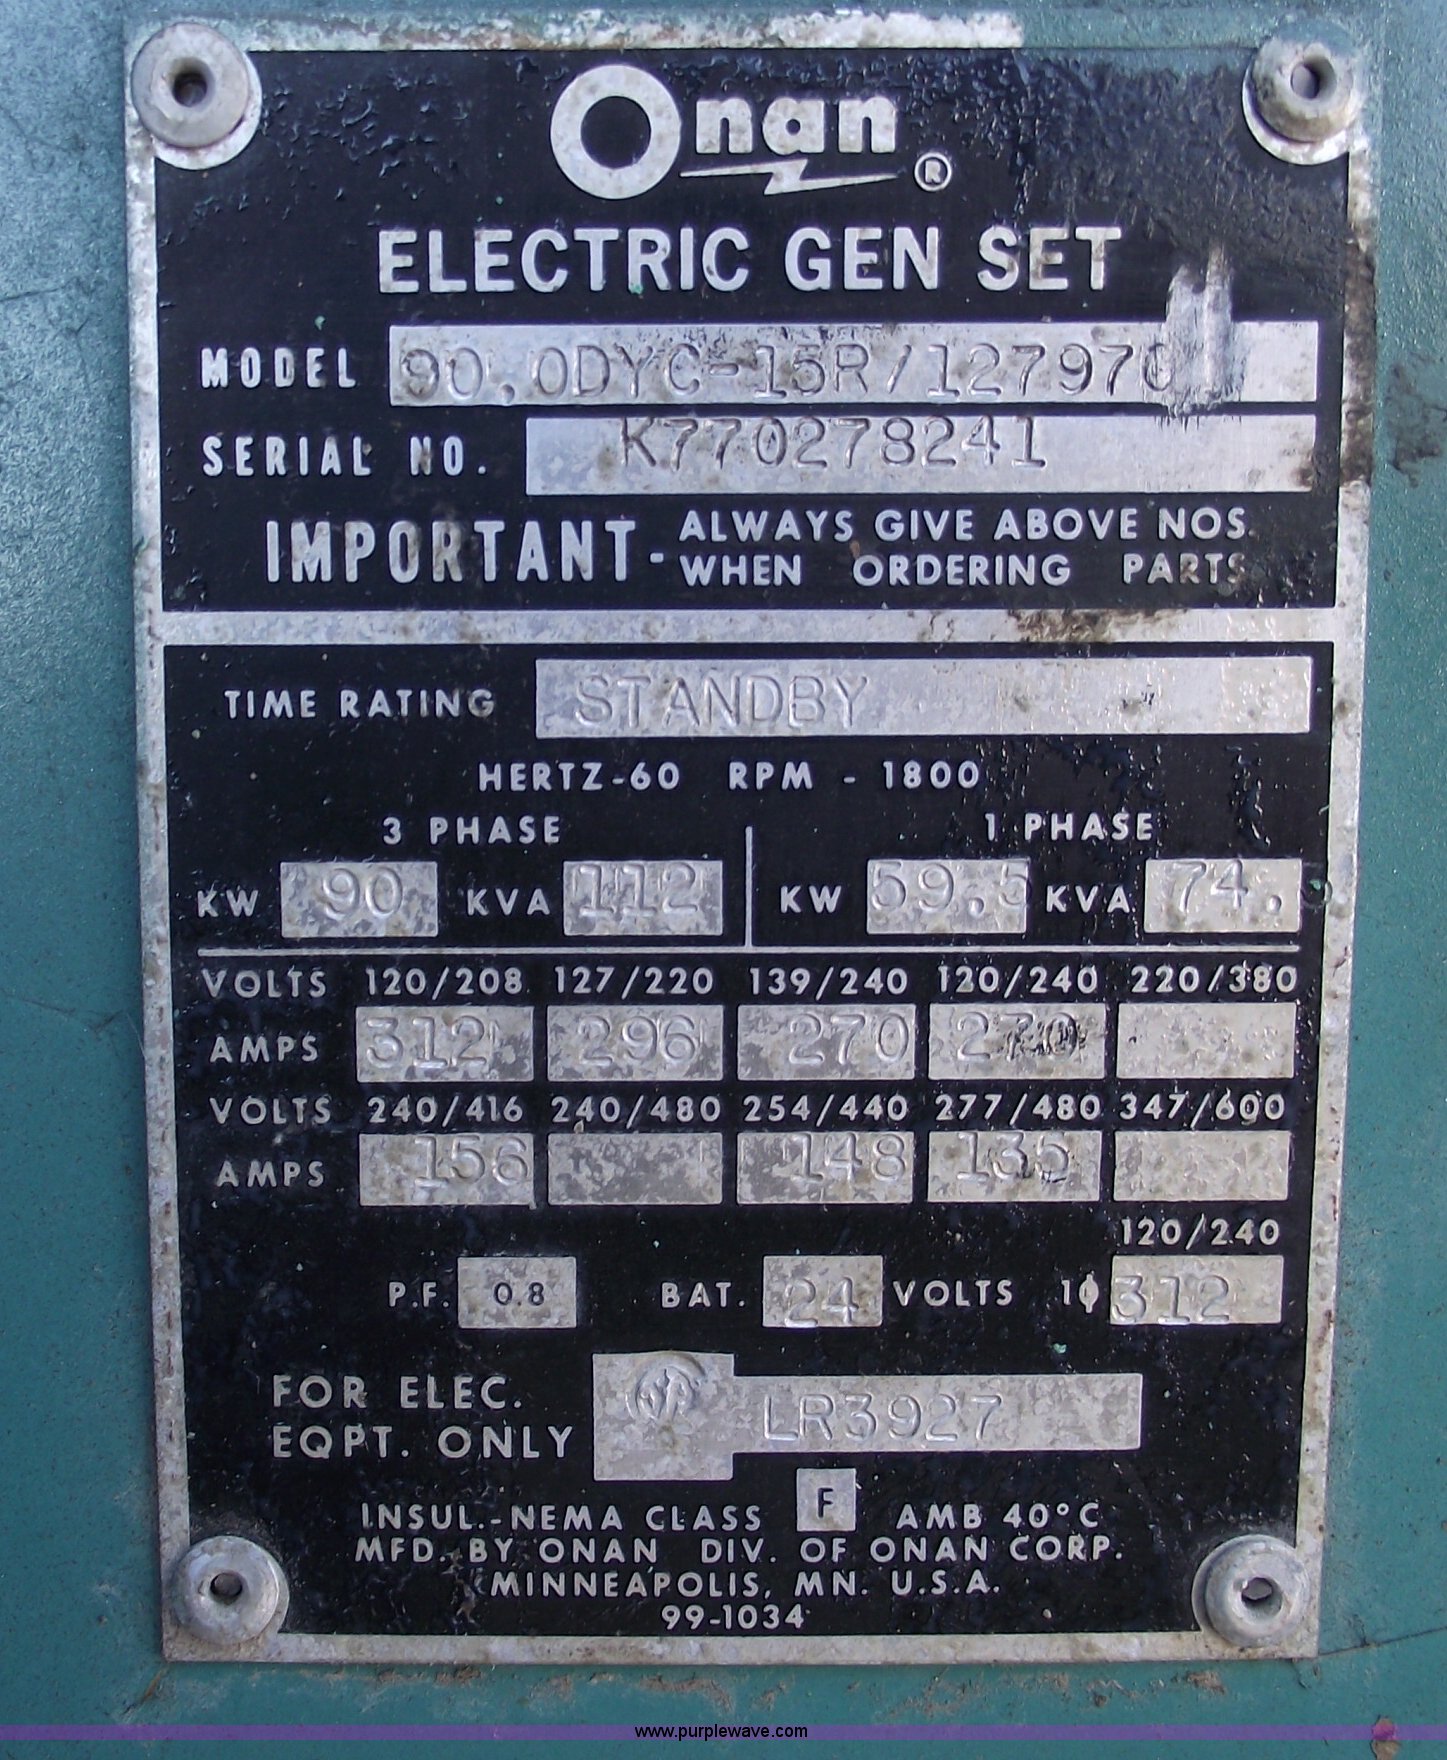 Onan ®
ELECTRIC GEN SET
MODEL 90.0DYC-15R/127970
SERIAL NO. K770278241
IMPORTANT - ALWAYS GIVE ABOVE NOS.
WHEN ORDERING PARTS
TIME RATING STANDBY
HERTZ-60 RPM - 1800
3 PHASE 1 PHASE
KW 90 KVA 112 KW 59.5 KVA 74.5
VOLTS 120/208 127/220 139/240 120/240 220/380
AMPS 312 296 270 270
VOLTS 240/416 240/480 254/440 277/480 347/600
AMPS 156 148 135
120/240
P.F. 0.8 BAT. 24 VOLTS 1ϕ 312
FOR ELEC.
EQPT. ONLY
LR3927
INSUL.-NEMA CLASS F AMB 40°C
MFD. BY ONAN DIV. OF ONAN CORP.
MINNEAPOLIS, MN. U.S.A.
99-1034
www.purplewave.com